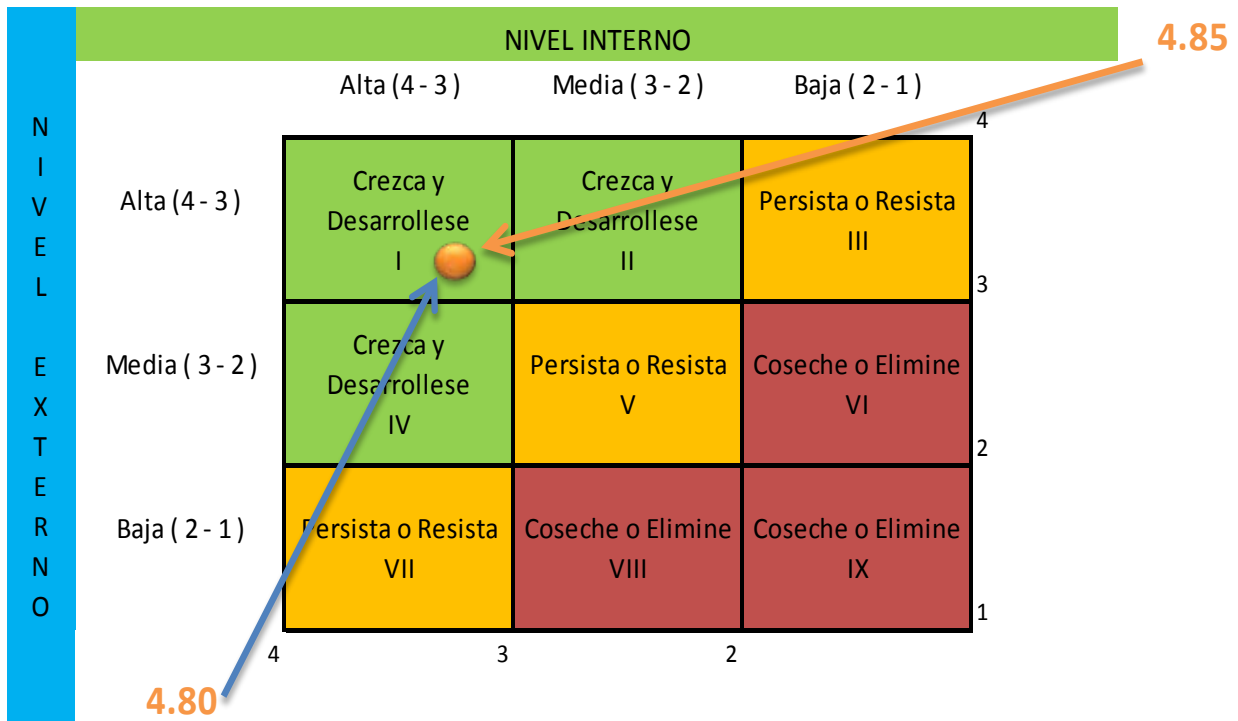 NIVEL INTERNO
4.85
Alta (4 - 3)
Media ( 3 - 2)
Baja ( 2 - 1)
N
I
V
E
L
E
X
T
E
R
N
O
4
Alta (4 - 3)
Crezca y
Desarrollese
I
Crezca y
Desarrollese
II
Persista o Resista
III
3
Media ( 3 - 2)
Crezca y
Desarrollese
IV
Persista o Resista
V
Coseche o Elimine
VI
2
Baja ( 2 - 1)
Persista o Resista
VII
Coseche o Elimine
VIII
Coseche o Elimine
IX
1
4
3
2
4.80